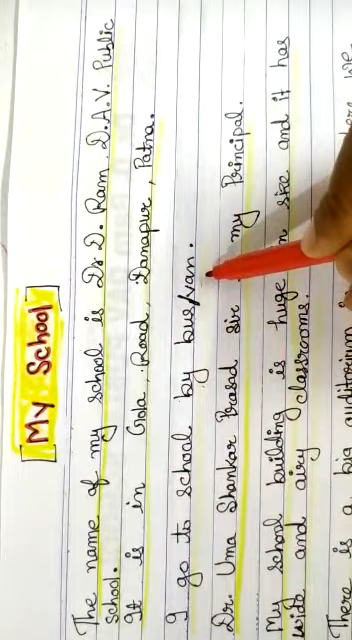 [My School]
The name of my school is Dr. D. Ram D.A.V. Public
School.
It is in Gola Road, Danapur, Patna.
I go to school by bus/van.
Dr. Uma Shankar Prasad Sir my Principal.
My school building is huge in size and it has
wide and airy classrooms.
There is a big auditorium where we